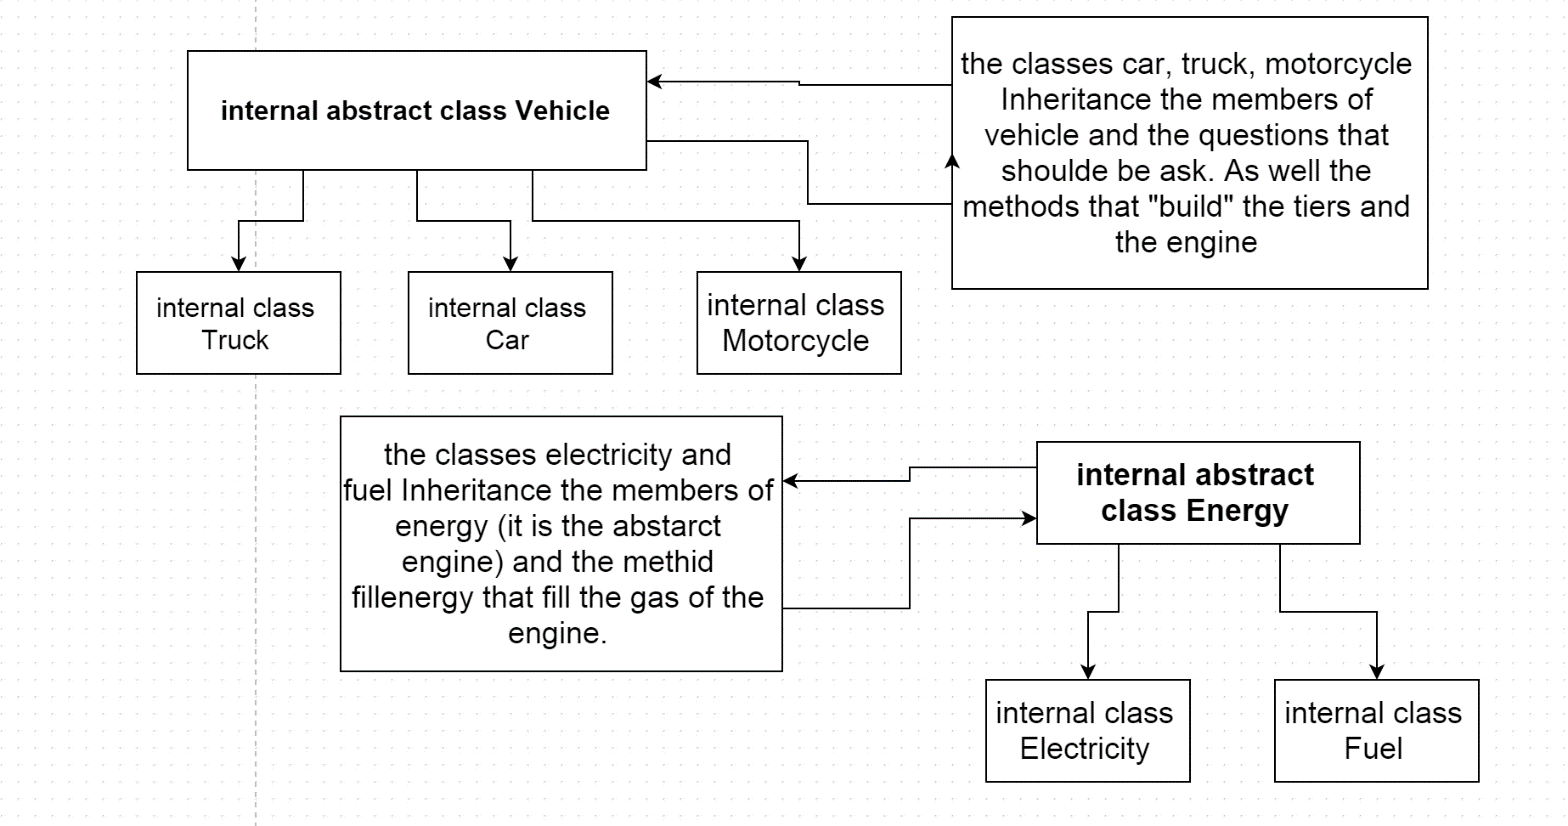 internal abstract class Vehicle
the classes car, truck, motorcycle
Inheritance the members of
vehicle and the questions that
shoulde be ask. As well the
methods that "build" the tiers and
the engine
internal class
Truck
internal class
Car
internal class
Motorcycle
the classes electricity and
fuel Inheritance the members of
energy (it is the abstarct
engine) and the methid
fillenergy that fill the gas of the
engine.
internal abstract
class Energy
internal class
Electricity
internal class
Fuel